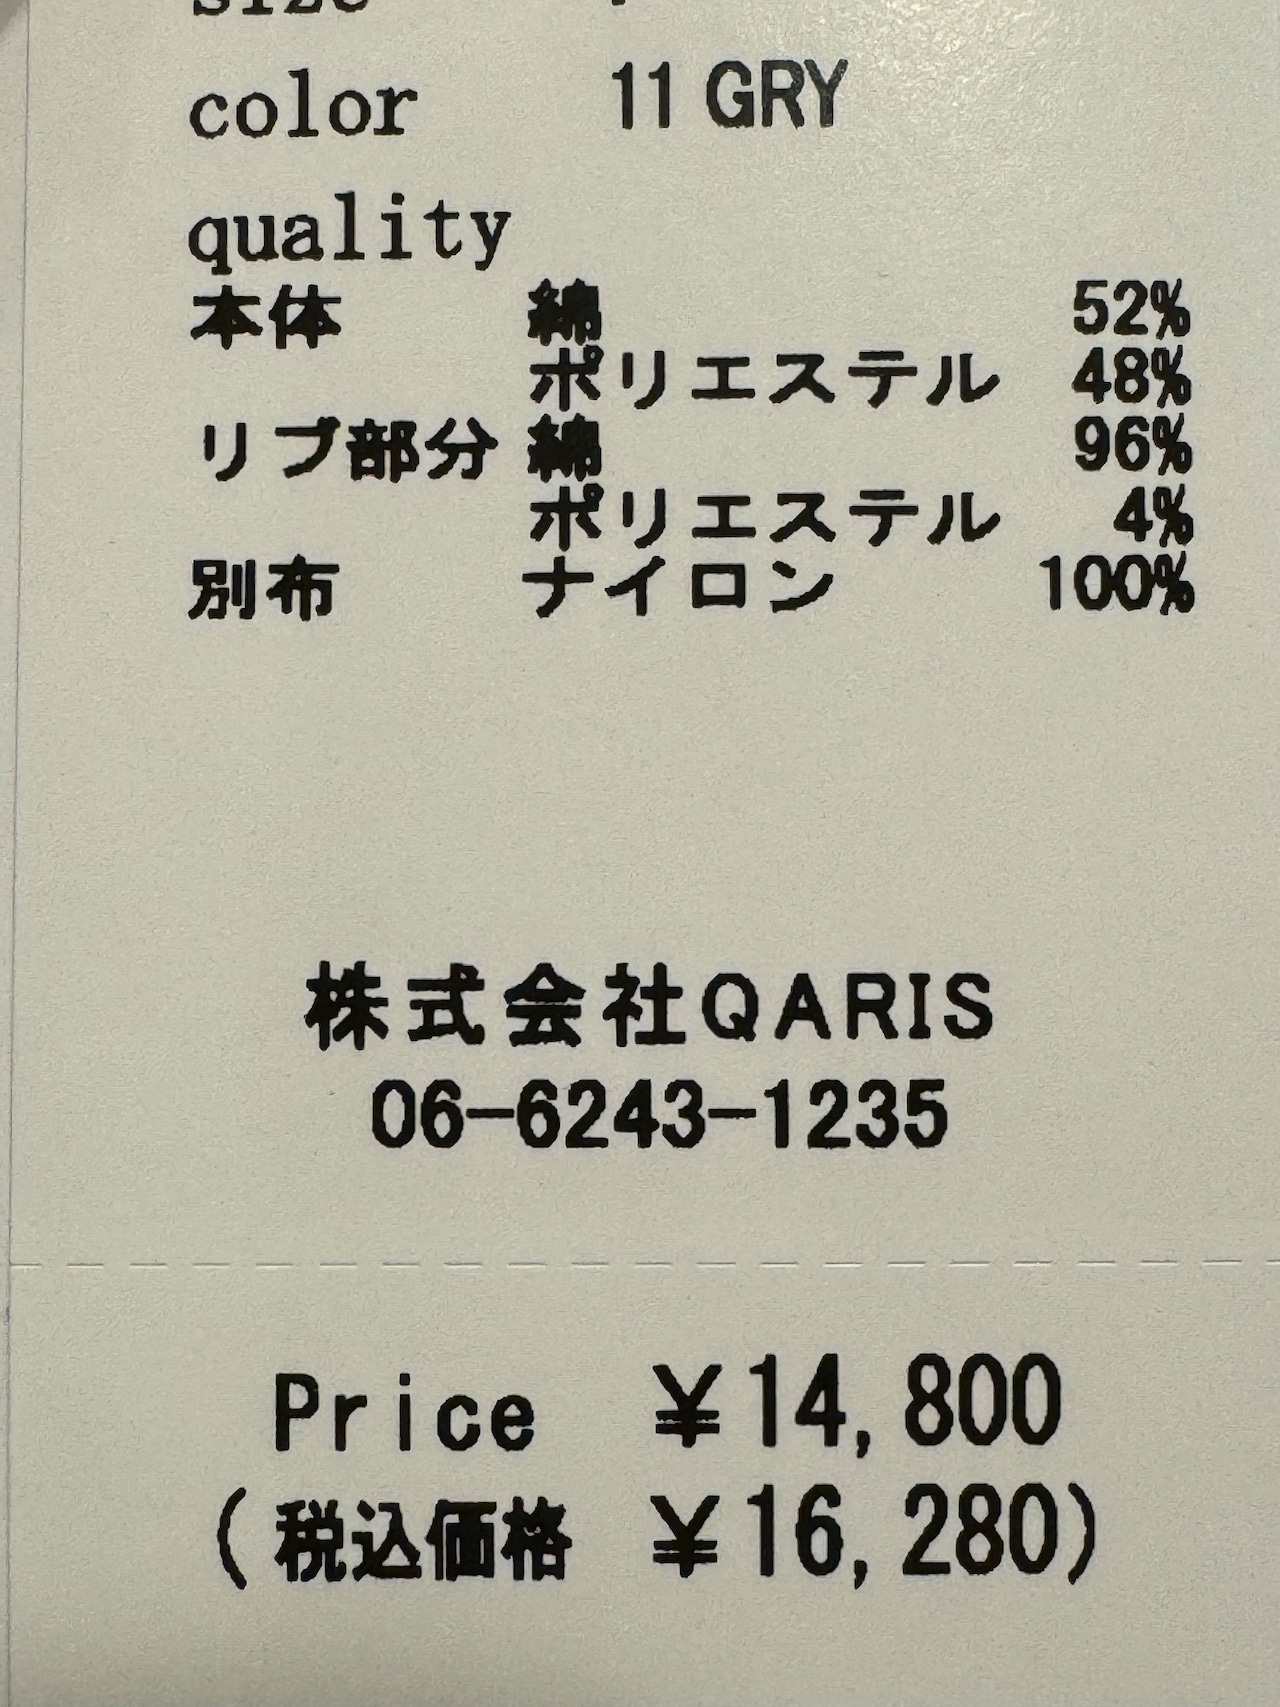 size
color 11 GRY
quality
本体 綿 52%
ポリエステル 48%
リブ部分 綿 96%
ポリエステル 4%
別布 ナイロン 100%
株式会社QARIS
06-6243-1235
Price ¥14,800
(税込価格 ¥16,280)